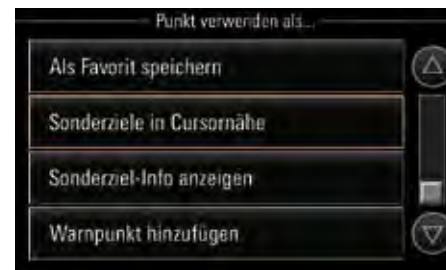 Punkt verwenden als...
Als Favorit speichern
Sonderziele in Cursornähe
Sonderziel-Info anzeigen
Warnpunkt hinzufügen